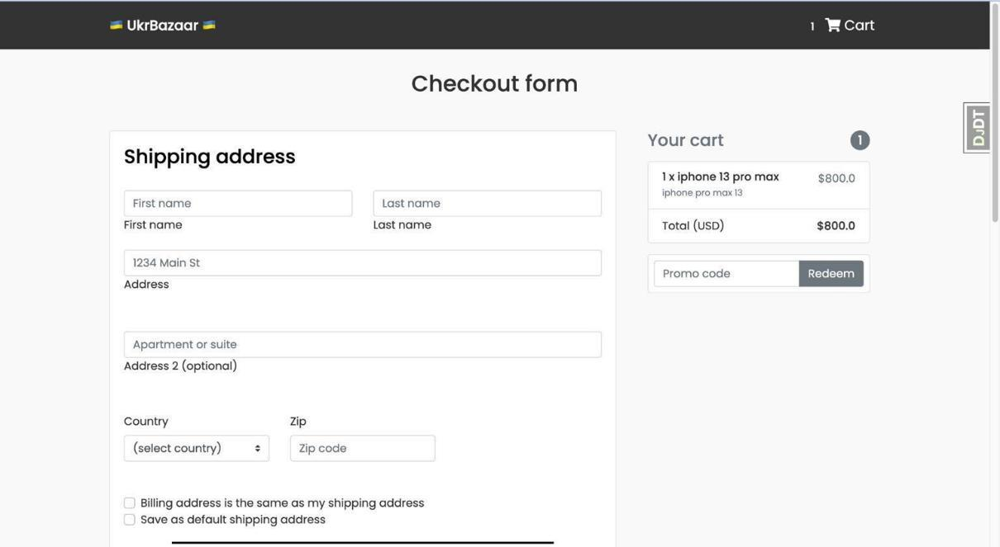 UkrBazaar
1 Cart
Checkout form
Shipping address
First name
Last name
First name
Last name
1234 Main St
Address
Apartment or suite
Address 2 (optional)
Country
Zip
(select country)
Zip code
Billing address is the same as my shipping address
Save as default shipping address
Your cart
1
1 x iphone 13 pro max
$800.0
iphone pro max 13
Total (USD)
$800.0
Promo code
Redeem
DJDT